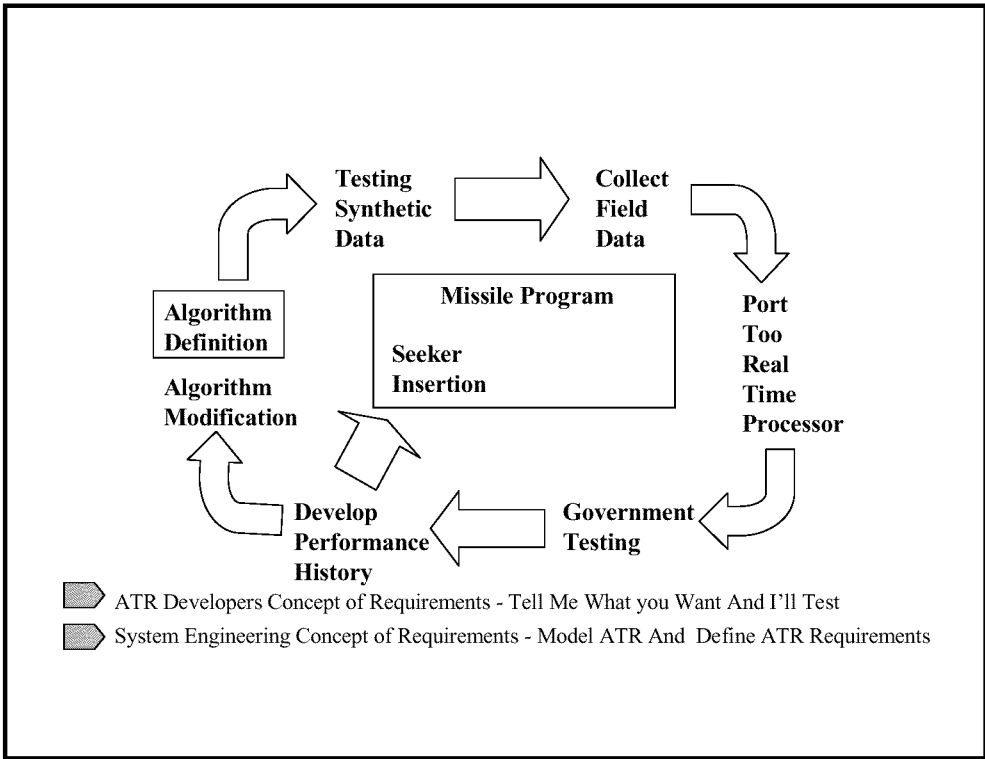 Testing
Synthetic
Data
Collect
Field
Data
Port
Too
Real
Time
Processor
Government
Testing
Develop
Performance
History
Algorithm
Modification
Algorithm
Definition
Missile Program
Seeker
Insertion
ATR Developers Concept of Requirements - Tell Me What you Want And I'll Test
System Engineering Concept of Requirements - Model ATR And Define ATR Requirements